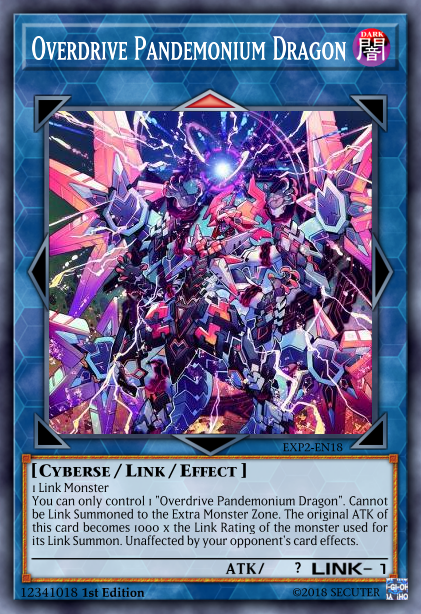 OVERDRIVE PANDEMONIUM DRAGON
DARK
闇
EXP2-EN18
[CYBERSE / LINK / EFFECT ]
1 Link Monster
You can only control 1 "Overdrive Pandemonium Dragon". Cannot
be Link Summoned to the Extra Monster Zone. The original ATK of
this card becomes 1000 x the Link Rating of the monster used for
its Link Summon. Unaffected by your opponent's card effects.
ATK/ ? LINK- 1
12341018 1st Edition
©2018 SECUTER